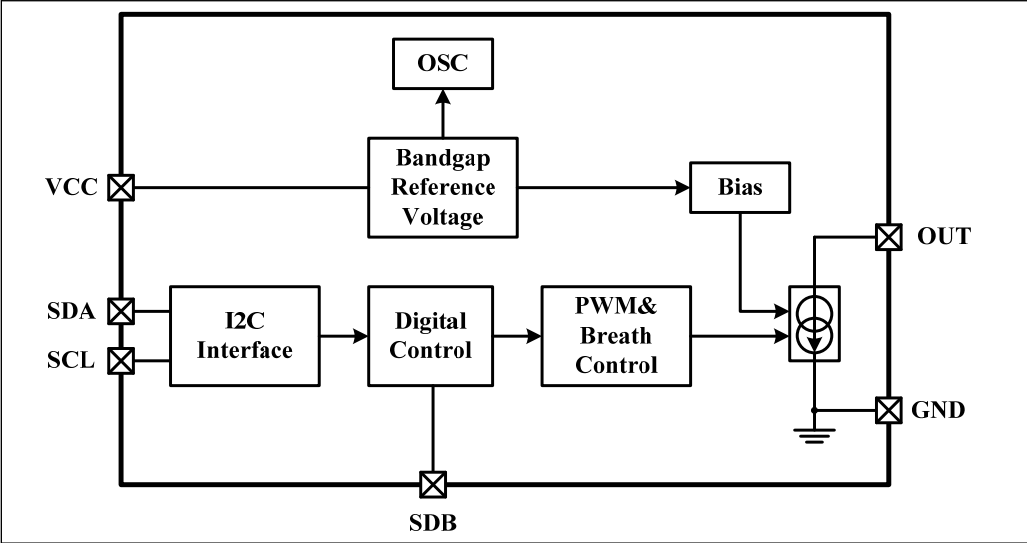 OSC
Bandgap
Reference
Voltage
VCC
Bias
OUT
SDA
SCL
I2C
Interface
Digital
Control
PWM&
Breath
Control
GND
SDB